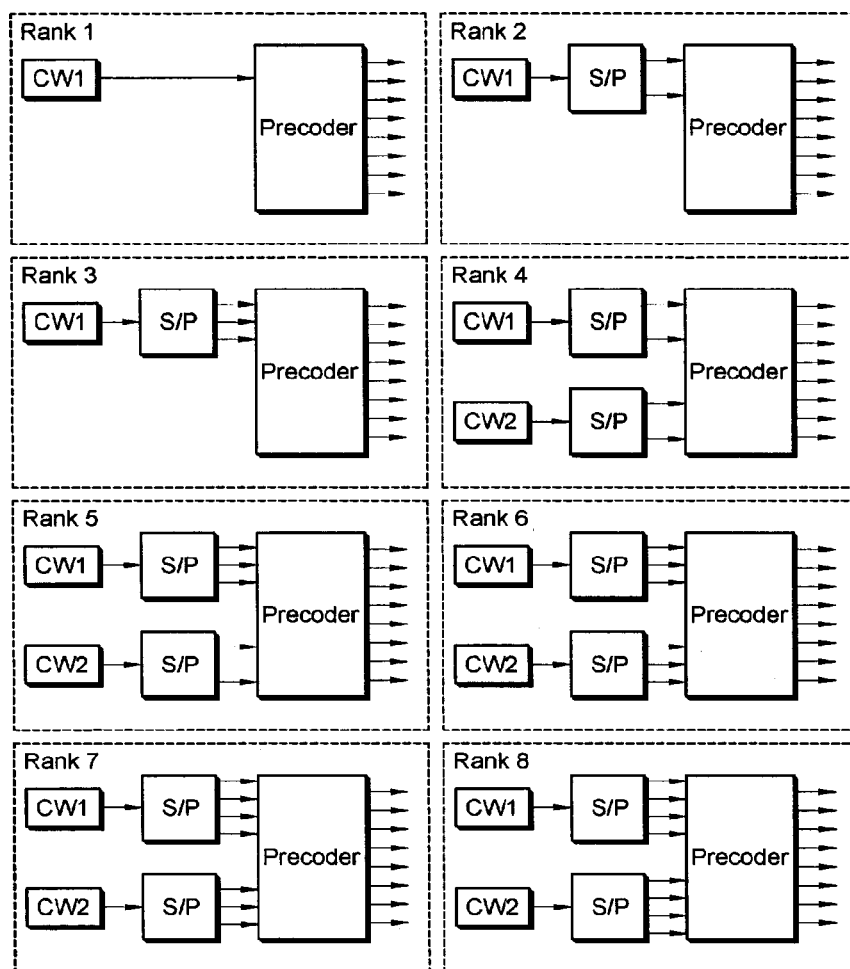 Rank 1
CW1
Precoder
Rank 2
CW1
S/P
Precoder
Rank 3
CW1
S/P
Precoder
Rank 4
CW1
S/P
Precoder
CW2
S/P
Rank 5
CW1
S/P
Precoder
CW2
S/P
Rank 6
CW1
S/P
Precoder
CW2
S/P
Rank 7
CW1
S/P
Precoder
CW2
S/P
Rank 8
CW1
S/P
Precoder
CW2
S/P